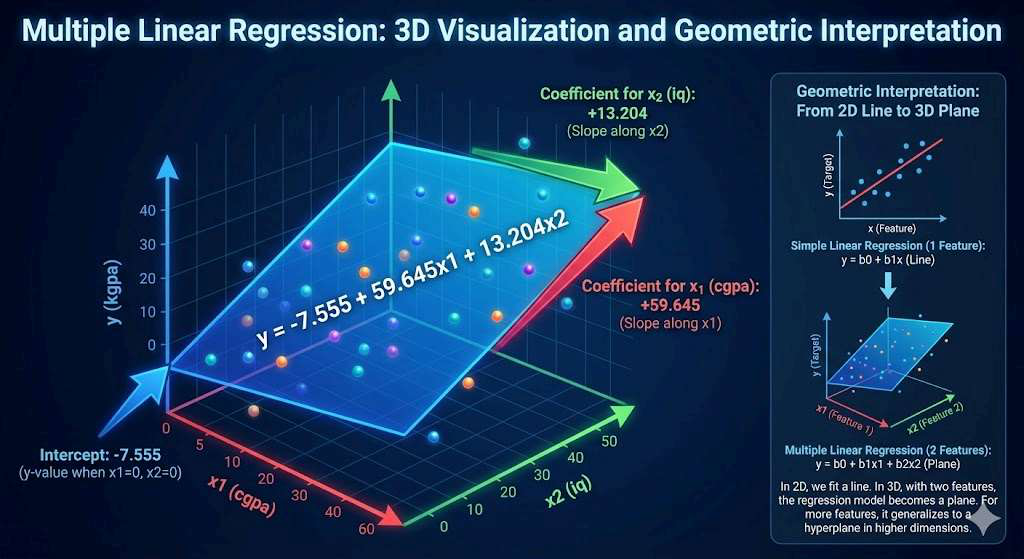 Multiple Linear Regression: 3D Visualization and Geometric Interpretation
Coefficient for x₂ (iq):
+13.204
(Slope along x2)
y (kgpa)
40
30
20
10
0
y = -7.555 + 59.645x1 + 13.204x2
Coefficient for x₁ (cgpa):
+59.645
(Slope along x1)
Intercept: -7.555
(y-value when x1=0, x2=0)
0
5
10
20
30
40
60
x1 (cgpa)
0
10
20
30
40
50
x2 (iq)
Geometric Interpretation:
From 2D Line to 3D Plane
y (Target)
x (Feature)
Simple Linear Regression (1 Feature):
y = b0 + b1x (Line)
y (Target)
x1 (Feature 1)
x2 (Feature 2)
Multiple Linear Regression (2 Features):
y = b0 + b1x1 + b2x2 (Plane)
In 2D, we fit a line. In 3D, with two features,
the regression model becomes a plane. For
more features, it generalizes to a
hyperplane in higher dimensions.